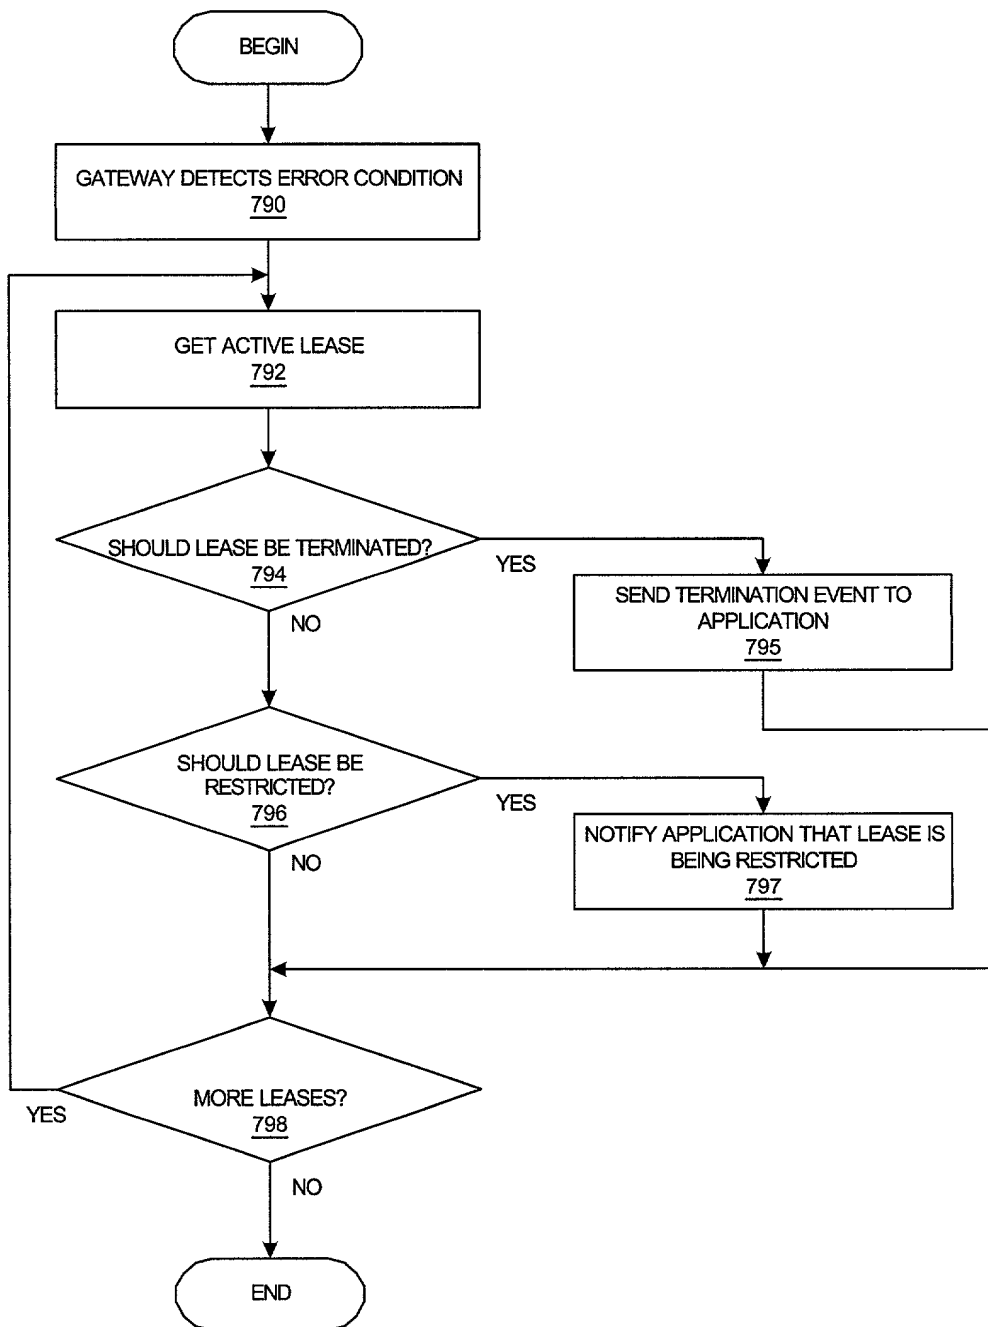 BEGIN
GATEWAY DETECTS ERROR CONDITION
790
GET ACTIVE LEASE
792
SHOULD LEASE BE TERMINATED?
794
YES
NO
SEND TERMINATION EVENT TO
APPLICATION
795
SHOULD LEASE BE
RESTRICTED?
796
YES
NO
NOTIFY APPLICATION THAT LEASE IS
BEING RESTRICTED
797
MORE LEASES?
798
YES
NO
END